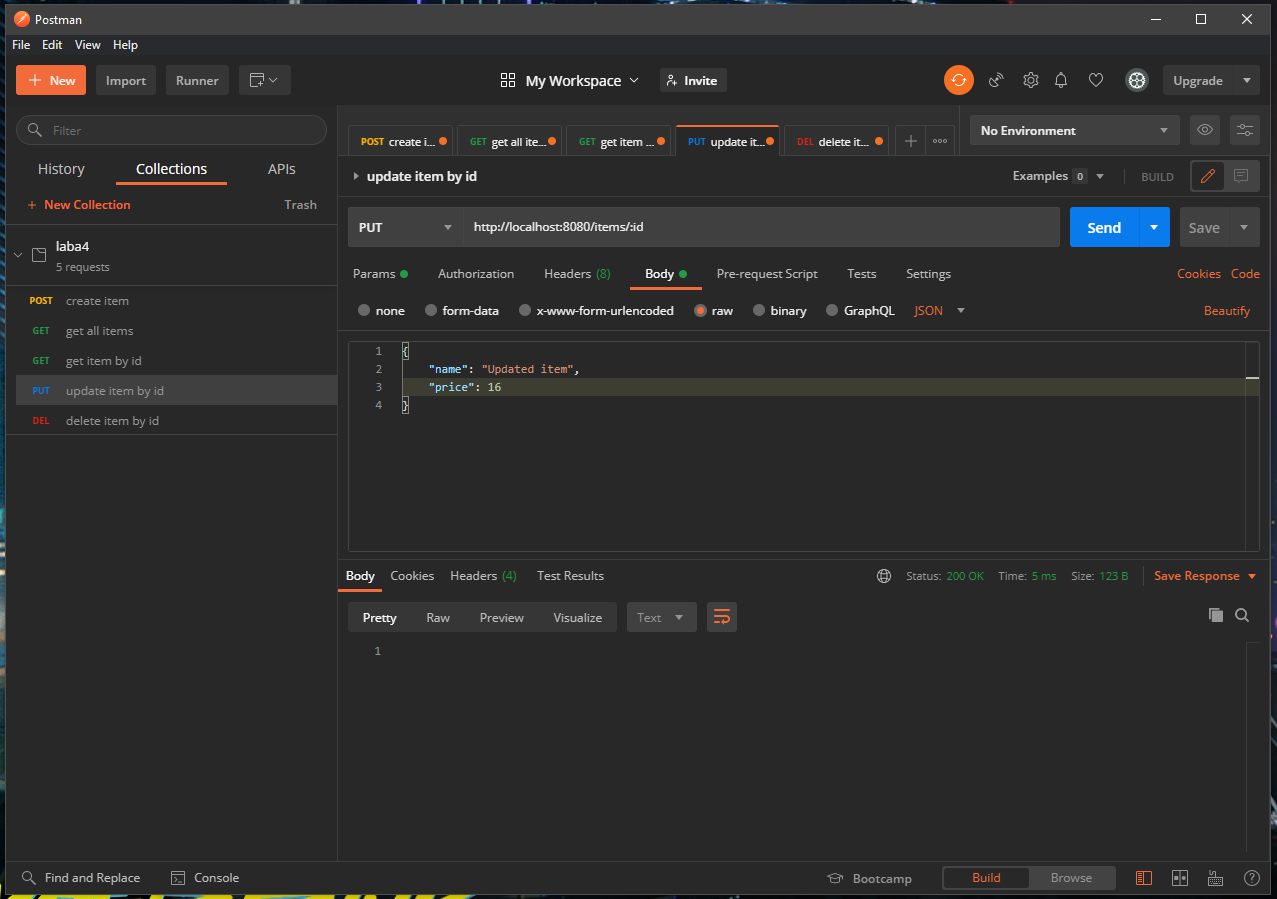 Postman
File Edit View Help
New Import Runner My Workspace Invite Upgrade
Filter
History Collections APIs
New Collection Trash
laba4
5 requests
POST create item
GET get all items
GET get item by id
PUT update item by id
DEL delete item by id
POST create i... GET get all ite... GET get item ... PUT update it... DEL delete it... No Environment
update item by id Examples 0 BUILD
PUT http://localhost:8080/items/:id Send Save
Params Authorization Headers (8) Body Pre-request Script Tests Settings Cookies Code
none form-data x-www-form-urlencoded raw binary GraphQL JSON Beautify
1 {
2 "name": "Updated item",
3 "price": 16
4 }
Body Cookies Headers (4) Test Results Status: 200 OK Time: 5 ms Size: 123 B Save Response
Pretty Raw Preview Visualize Text
1
Find and Replace Console Bootcamp Build Browse